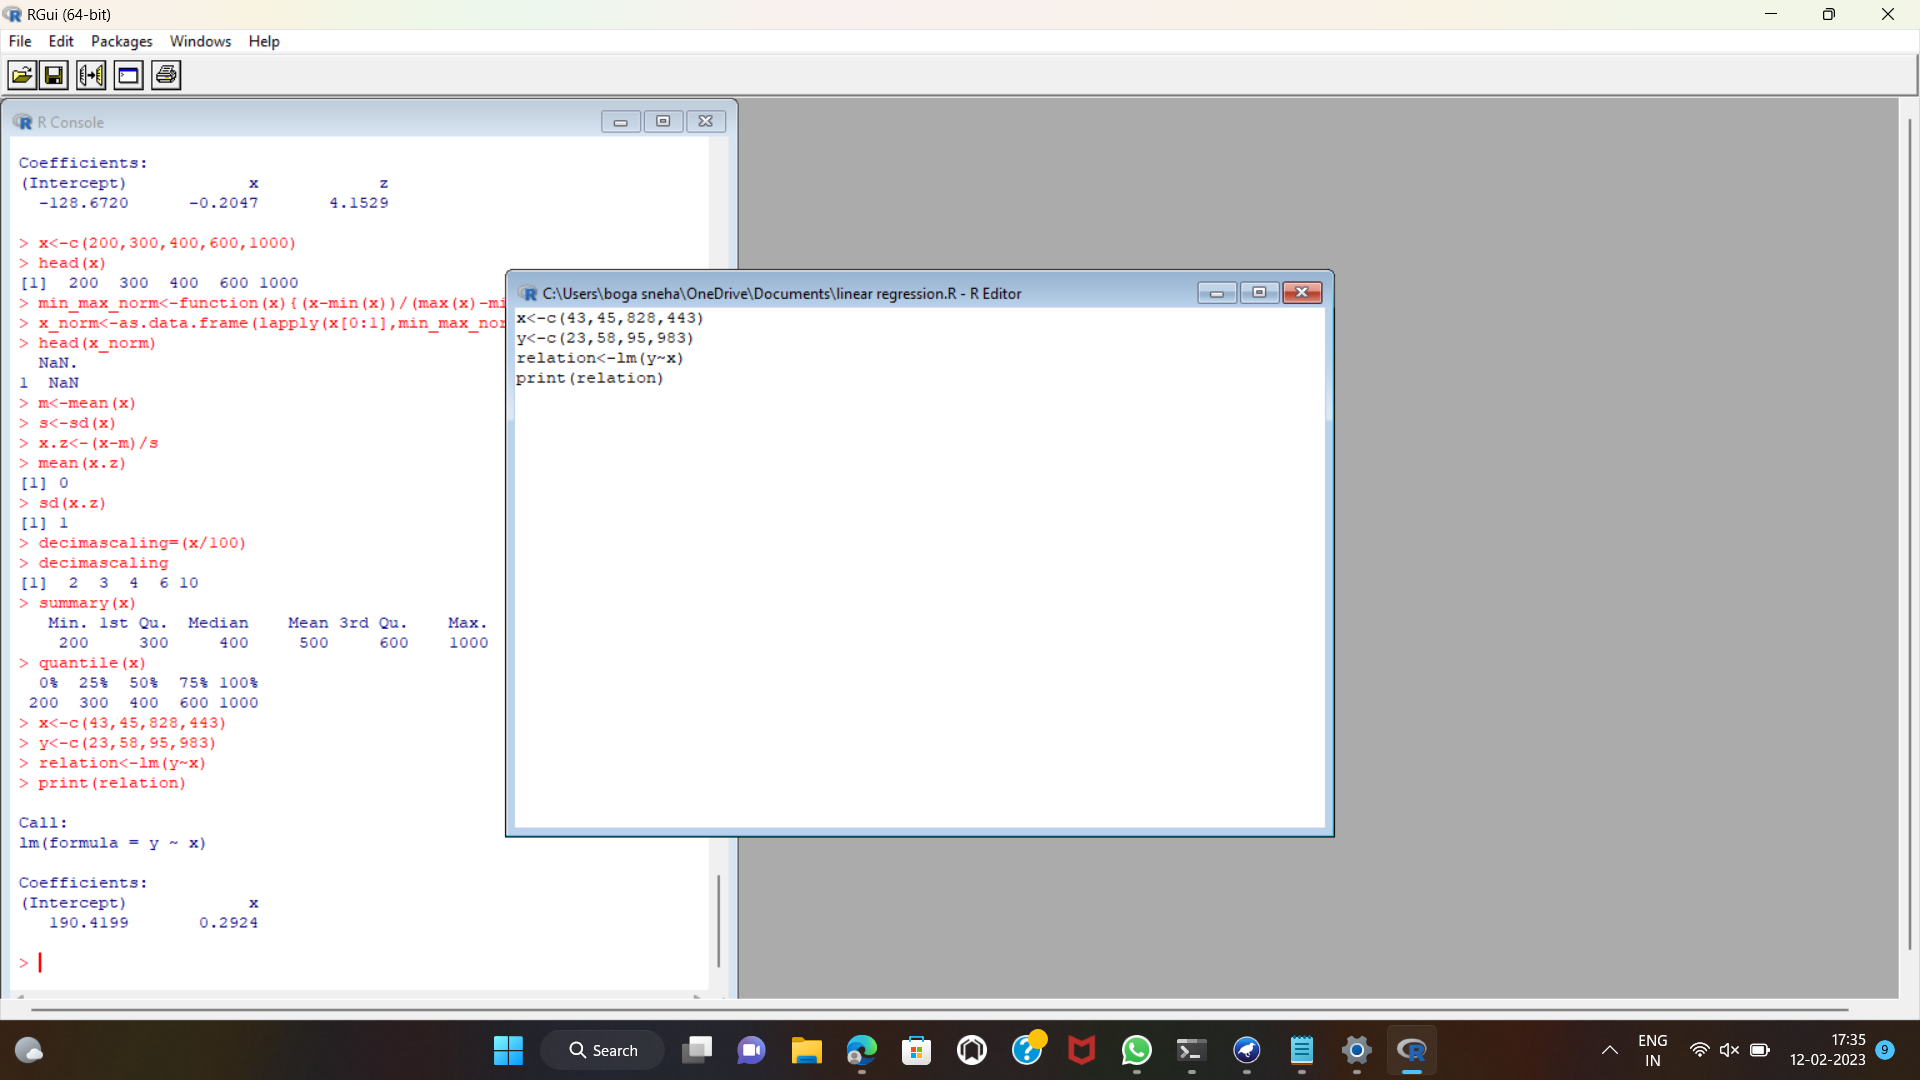 RGui (64-bit)
File Edit Packages Windows Help
R Console
Coefficients:
(Intercept) x z
-128.6720 -0.2047 4.1529
> x<-c(200,300,400,600,1000)
> head(x)
[1] 200 300 400 600 1000
> min_max_norm<-function(x){(x-min(x))/(max(x)-mi
> x_norm<-as.data.frame(lapply(x[0:1],min_max_nor
> head(x_norm)
NaN.
1 NaN
> m<-mean(x)
> s<-sd(x)
> x.z<-(x-m)/s
> mean(x.z)
[1] 0
> sd(x.z)
[1] 1
> decimascaling=(x/100)
> decimascaling
[1] 2 3 4 6 10
> summary(x)
Min. 1st Qu. Median Mean 3rd Qu. Max.
200 300 400 500 600 1000
> quantile(x)
0% 25% 50% 75% 100%
200 300 400 600 1000
> x<-c(43,45,828,443)
> y<-c(23,58,95,983)
> relation<-lm(y~x)
> print(relation)
Call:
lm(formula = y ~ x)
Coefficients:
(Intercept) x
190.4199 0.2924
>
C:\Users\boga sneha\OneDrive\Documents\linear regression.R - R Editor
x<-c(43,45,828,443)
y<-c(23,58,95,983)
relation<-lm(y~x)
print(relation)
Search
ENG
IN
17:35
12-02-2023
9